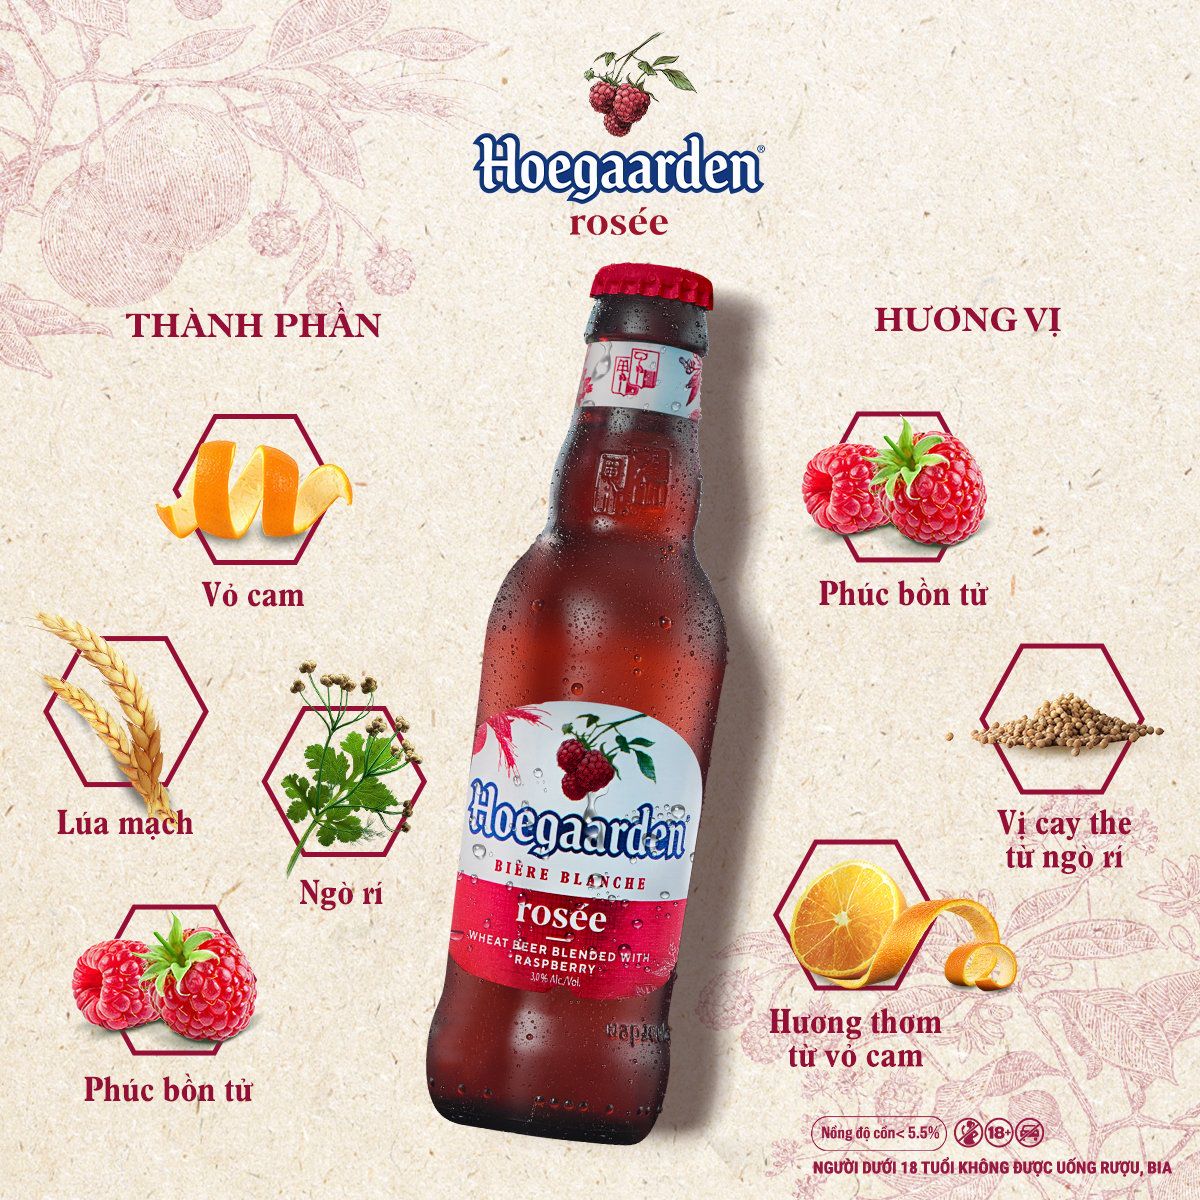 Hoegaarden®
rosée
THÀNH PHẦN
HƯƠNG VỊ
Vỏ cam
Lúa mạch
Ngò rí
Phúc bồn tử
Phúc bồn tử
Vị cay the
từ ngò rí
Hương thơm
từ vỏ cam
Hoegaarden
BIÈRE BLANCHE
rosée
WHEAT BEER BLENDED WITH
RASPBERRY
3,0% Alc./Vol.
Nồng độ cồn< 5.5%
18+
NGƯỜI DƯỚI 18 TUỔI KHÔNG ĐƯỢC UỐNG RƯỢU, BIA